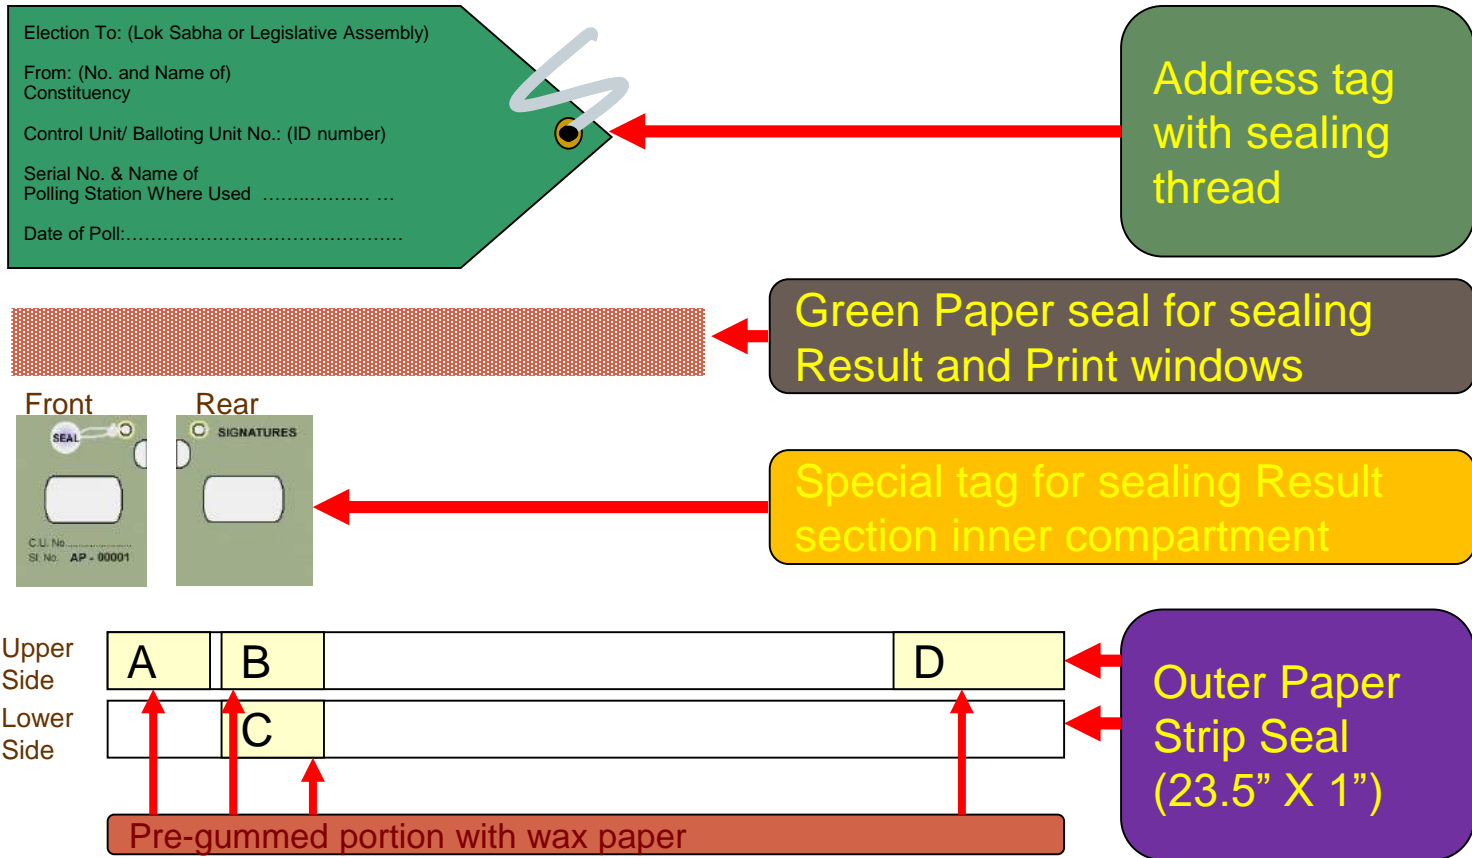 Election To: (Lok Sabha or Legislative Assembly)
From: (No. and Name of)
Constituency
Control Unit/ Balloting Unit No.: (ID number)
Serial No. & Name of
Polling Station Where Used ……..……… …
Date of Poll:………………………………………
Address tag
with sealing
thread
Green Paper seal for sealing
Result and Print windows
Front
Rear
SEAL
SIGNATURES
C.U. No.....................
Sl. No. AP - 00001
Special tag for sealing Result
section inner compartment
Upper
Side
A
B
D
Lower
Side
C
Outer Paper
Strip Seal
(23.5” X 1”)
Pre-gummed portion with wax paper